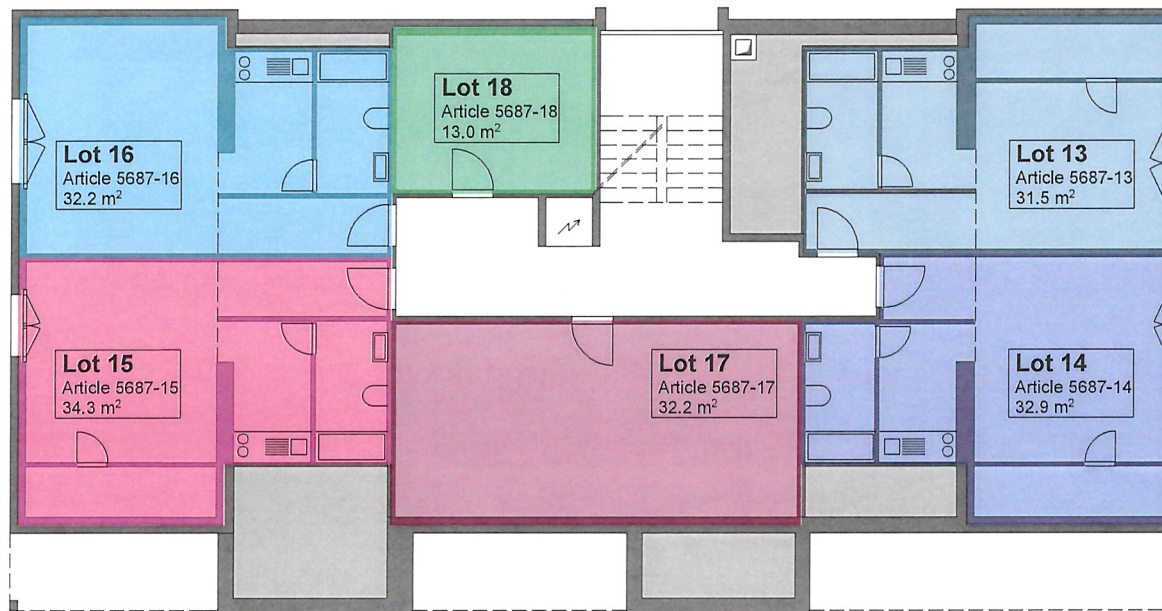 Lot 18
Article 5687-18
13.0 m²
Lot 16
Article 5687-16
32.2 m²
Lot 13
Article 5687-13
31.5 m²
Lot 15
Article 5687-15
34.3 m²
Lot 17
Article 5687-17
32.2 m²
Lot 14
Article 5687-14
32.9 m²